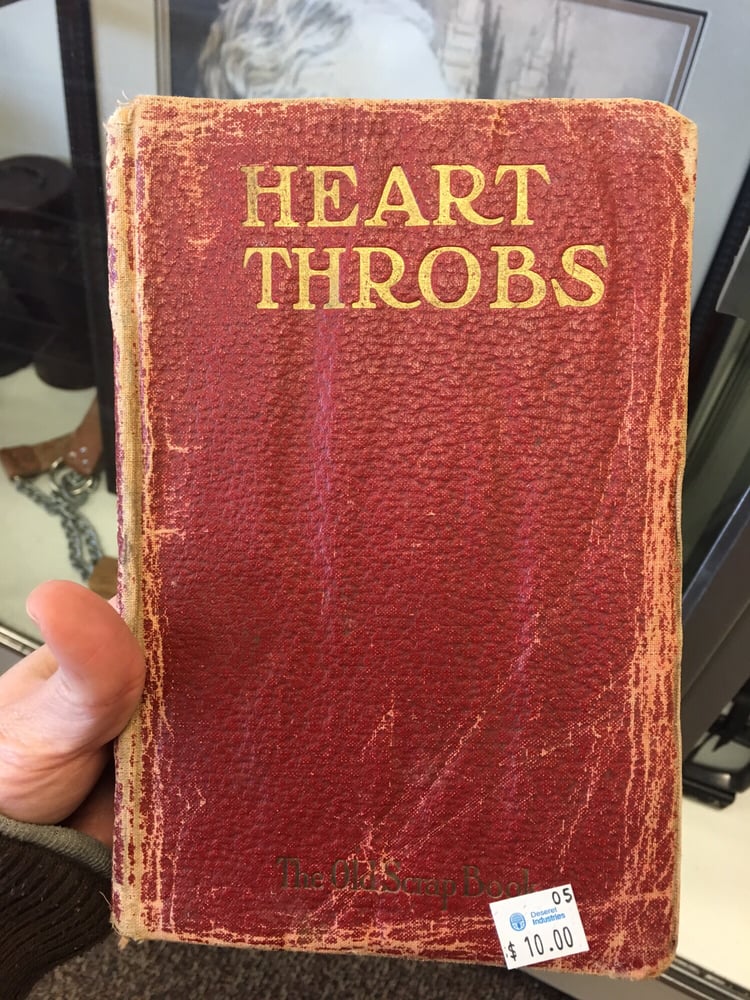 HEART
THROBS
The Old Scrap Book
05
Deseret
Industries
$ 10.00